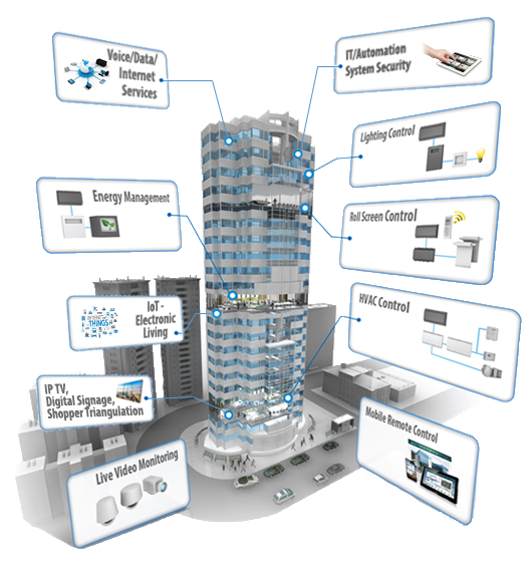 Voice/Data/
Internet
Services
IT/Automation
System Security
Lighting Control
Energy Management
Roll Screen Control
IoT -
Electronic
Living
THINGS
HVAC Control
IP TV,
Digital Signage,
Shopper Triangulation
Mobile Remote Control
Live Video Monitoring